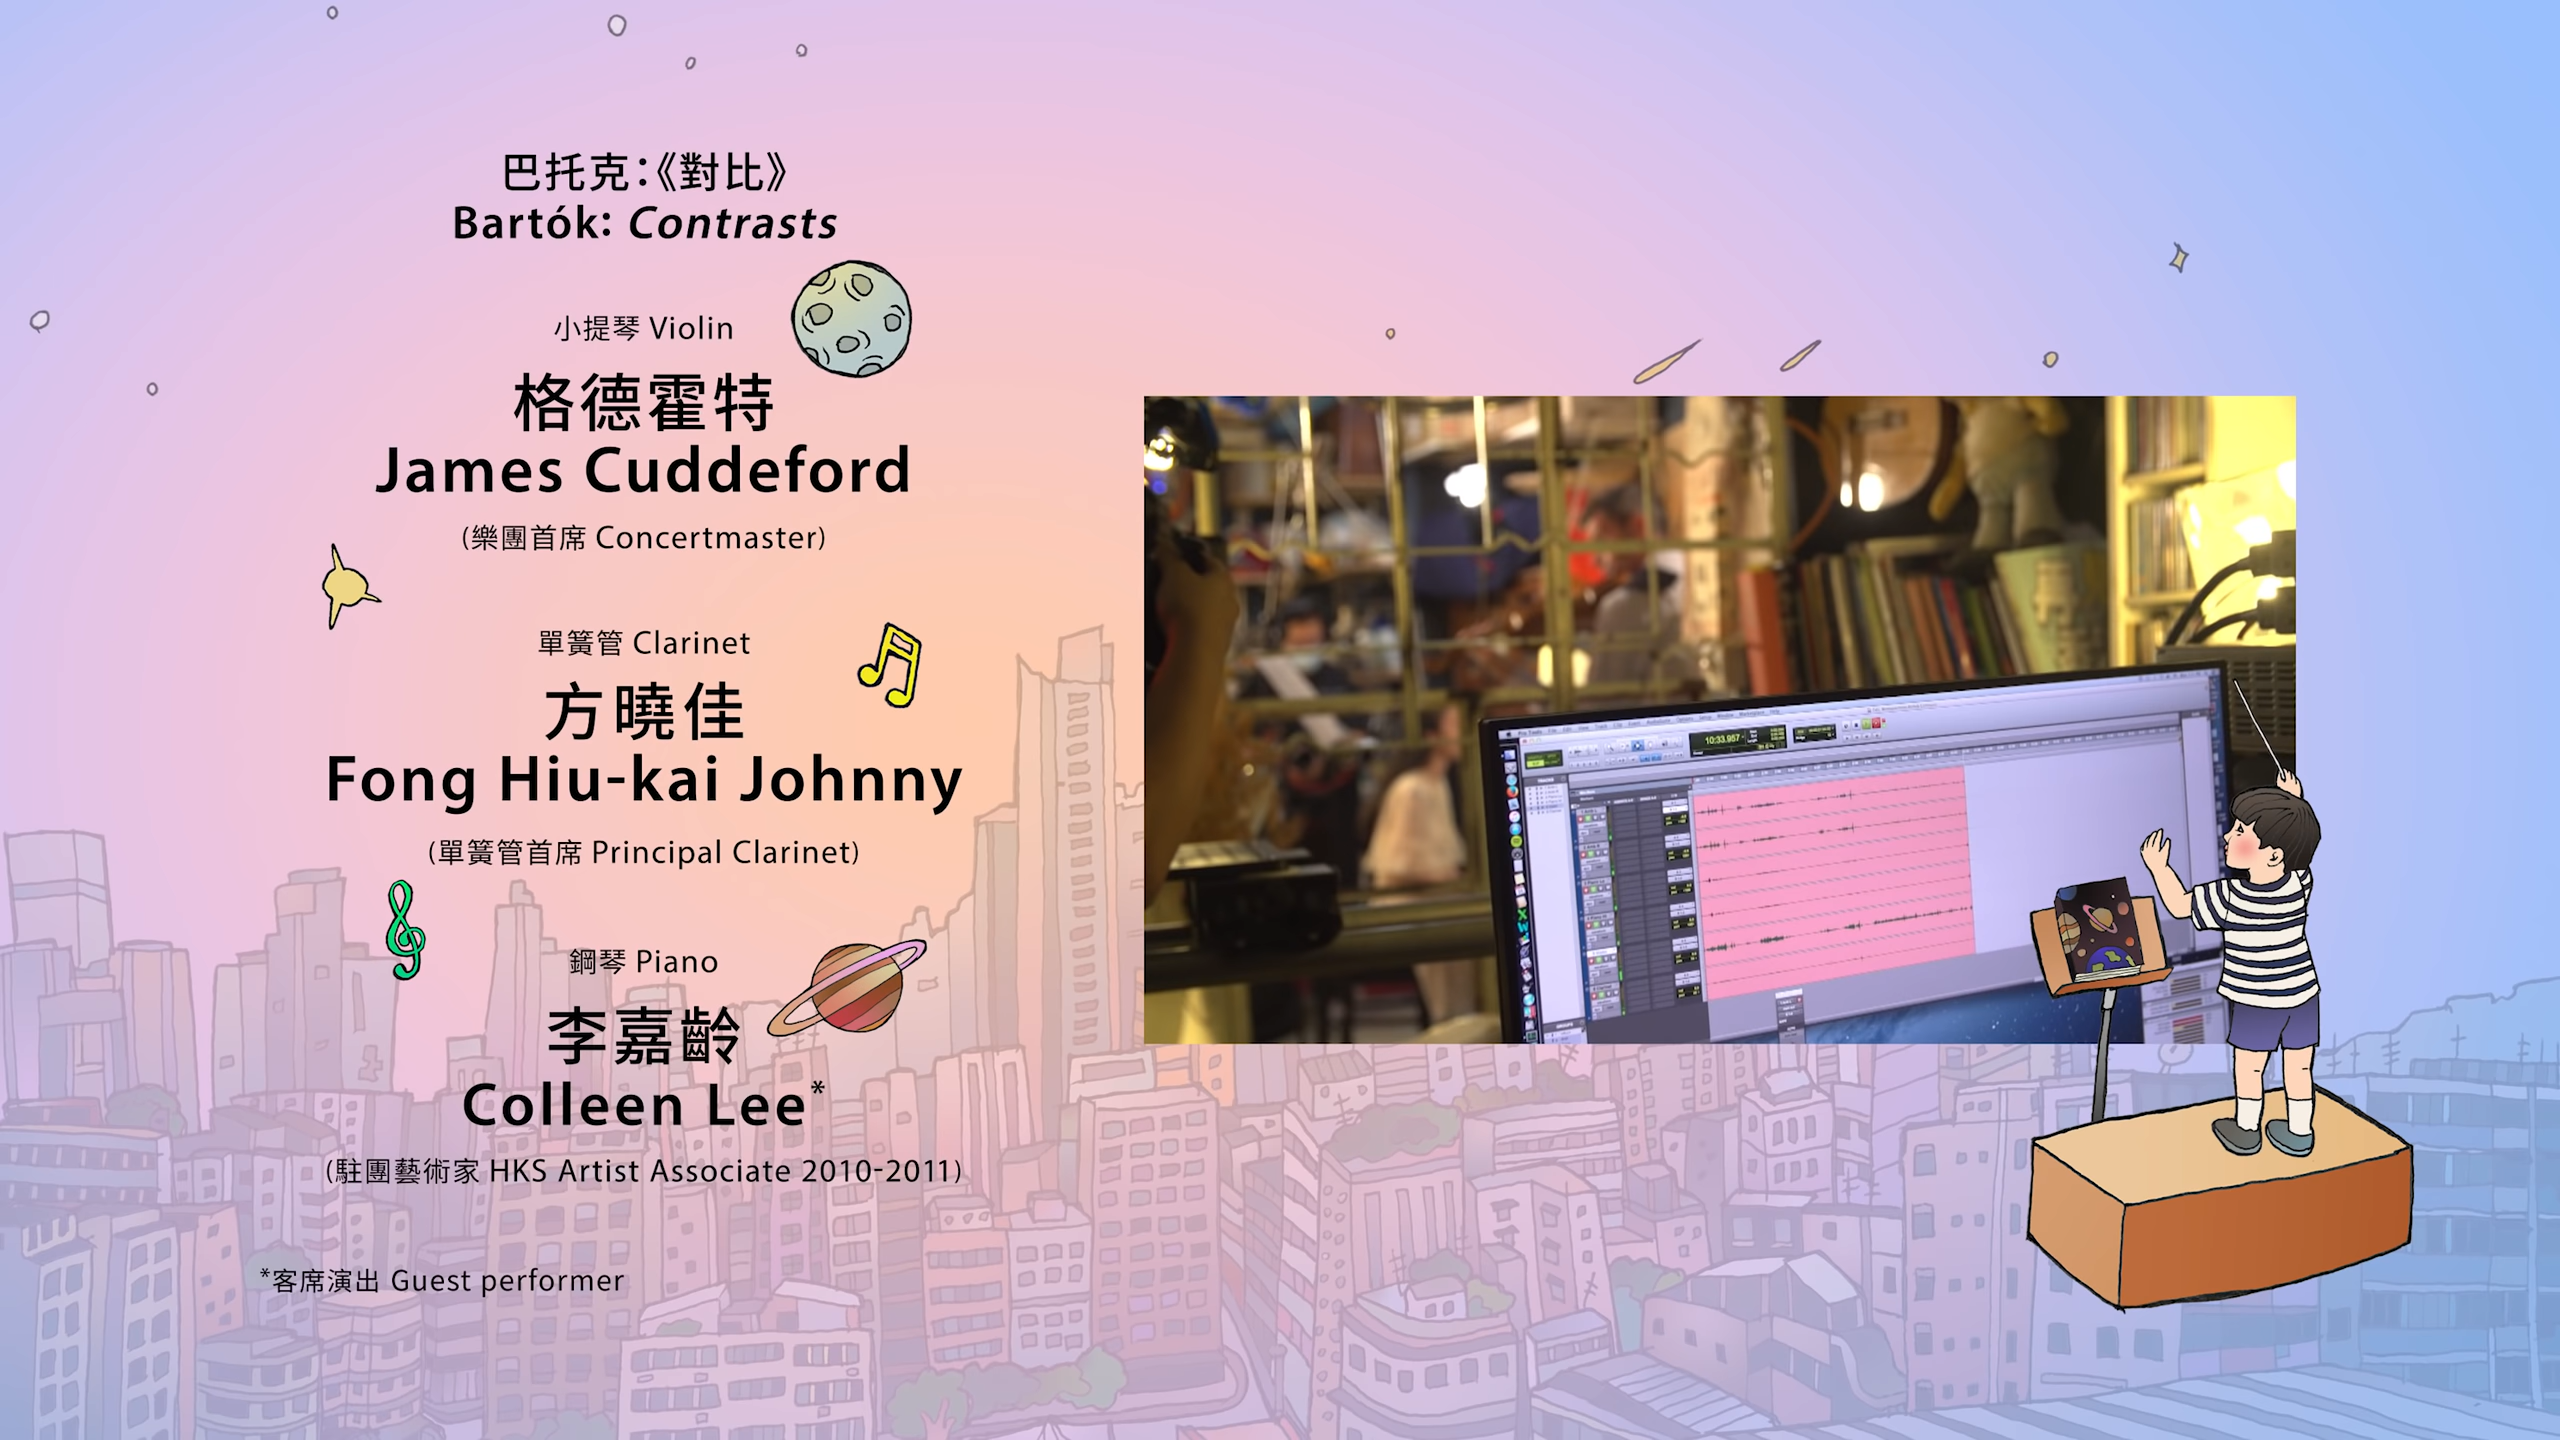 巴托克:《對比》
Bartók: Contrasts
小提琴 Violin
格德霍特
James Cuddeford
(樂團首席 Concertmaster)
單簧管 Clarinet
方曉佳
Fong Hiu-kai Johnny
(單簧管首席 Principal Clarinet)
鋼琴 Piano
李嘉齡
Colleen Lee*
(駐團藝術家 HKS Artist Associate 2010-2011)
*客席演出 Guest performer
10:33.957